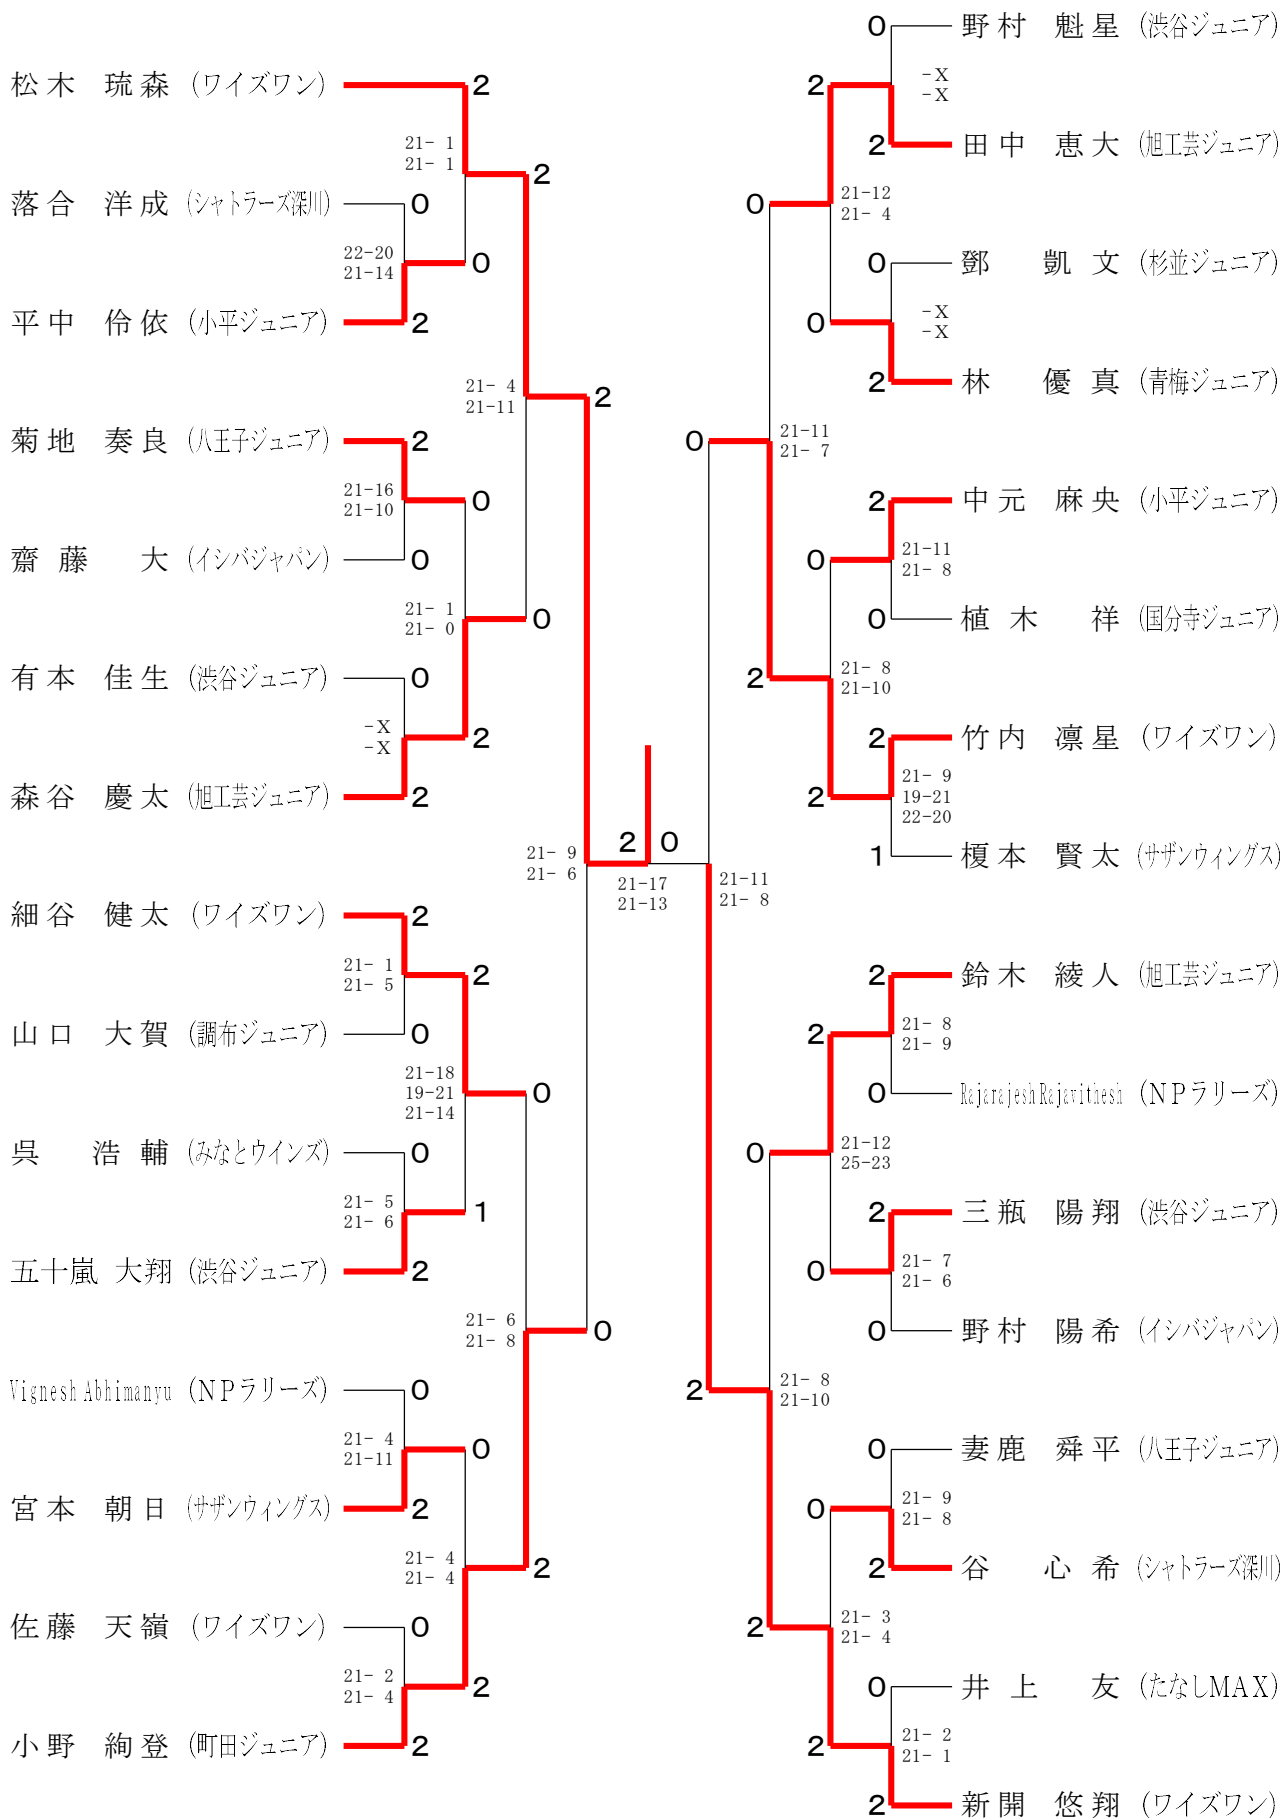 松木 琉森 (ワイズワン) 2
21- 1
21- 1
2
落合 洋成 (シャトラーズ深川) 0
22-20
21-14
0
平中 伶依 (小平ジュニア) 2
21- 4
21-11
2
菊地 奏良 (八王子ジュニア) 2
21-16
21-10
0
齋藤 大 (イシバジャパン) 0
21- 1
21- 0
0
有本 佳生 (渋谷ジュニア) 0
-X
-X
2
森谷 慶太 (旭工芸ジュニア) 2
21- 9
21- 6
細谷 健太 (ワイズワン) 2
21- 1
21- 5
2
山口 大賀 (調布ジュニア) 0
21-18
19-21
21-14
0
呉 浩輔 (みなとウインズ) 0
21- 5
21- 6
1
五十嵐 大翔 (渋谷ジュニア) 2
21- 6
21- 8
0
Vignesh Abhimanyu (NPラリーズ) 0
21- 4
21-11
0
宮本 朝日 (サザンウィングス) 2
21- 4
21- 4
2
佐藤 天嶺 (ワイズワン) 0
21- 2
21- 4
2
小野 絢登 (町田ジュニア) 2
2 0
21-17
21-13
0 野村 魁星 (渋谷ジュニア)
2
-X
-X
2 田中 恵大 (旭工芸ジュニア)
0
21-12
21- 4
0 鄧 凱文 (杉並ジュニア)
0
-X
-X
2 林 優真 (青梅ジュニア)
0
21-11
21- 7
2 中元 麻央 (小平ジュニア)
0
21-11
21- 8
0 植木 祥 (国分寺ジュニア)
2
21- 8
21-10
2 竹内 凛星 (ワイズワン)
2
21- 9
19-21
22-20
1 榎本 賢太 (サザンウィングス)
21-11
21- 8
2 鈴木 綾人 (旭工芸ジュニア)
2
21- 8
21- 9
0 Rajarajesh Rajavithesh (NPラリーズ)
0
21-12
25-23
2 三瓶 陽翔 (渋谷ジュニア)
0
21- 7
21- 6
0 野村 陽希 (イシバジャパン)
2
21- 8
21-10
0 妻鹿 舜平 (八王子ジュニア)
0
21- 9
21- 8
2 谷 心希 (シャトラーズ深川)
2
21- 3
21- 4
0 井上 友 (たなしMAX)
2
21- 2
21- 1
2 新開 悠翔 (ワイズワン)